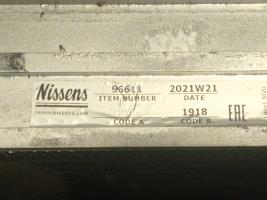 Nissens
www.nissens.com
96611
ITEM NUMBER
2021W21
DATE
CODE A
1918
CODE B
EAC